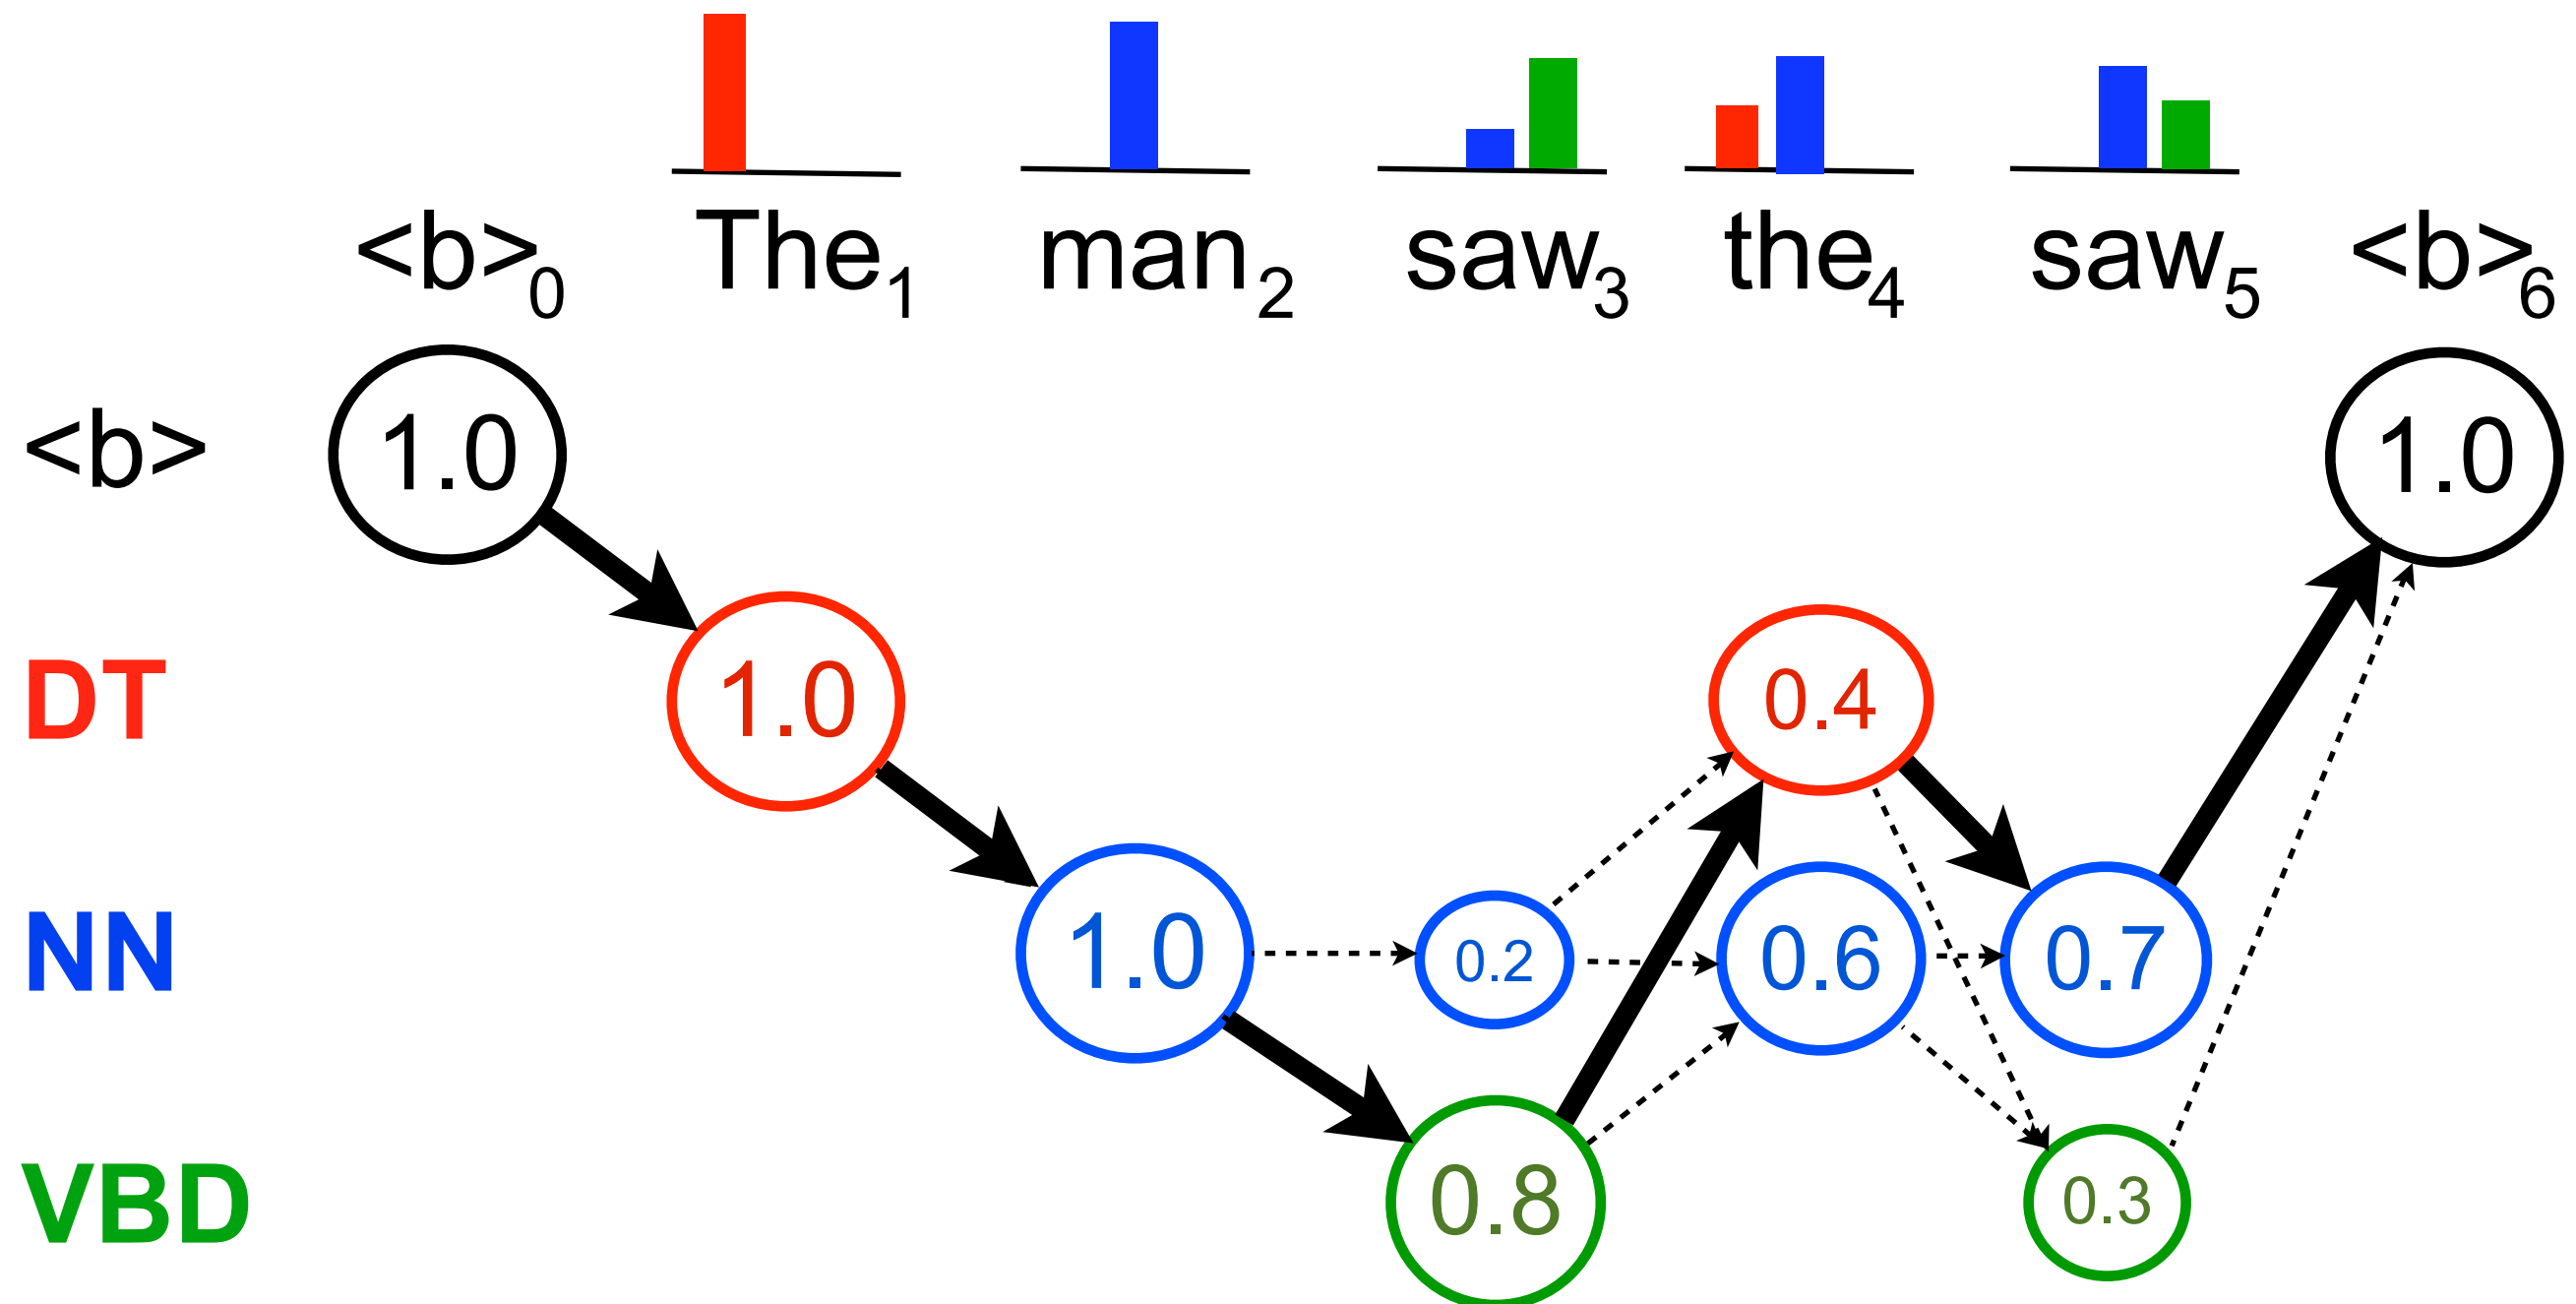 <b>0 The1 man2 saw3 the4 saw5 <b>6
<b> 1.0 1.0
DT 1.0 0.4
NN 1.0 0.2 0.6 0.7
VBD 0.8 0.3